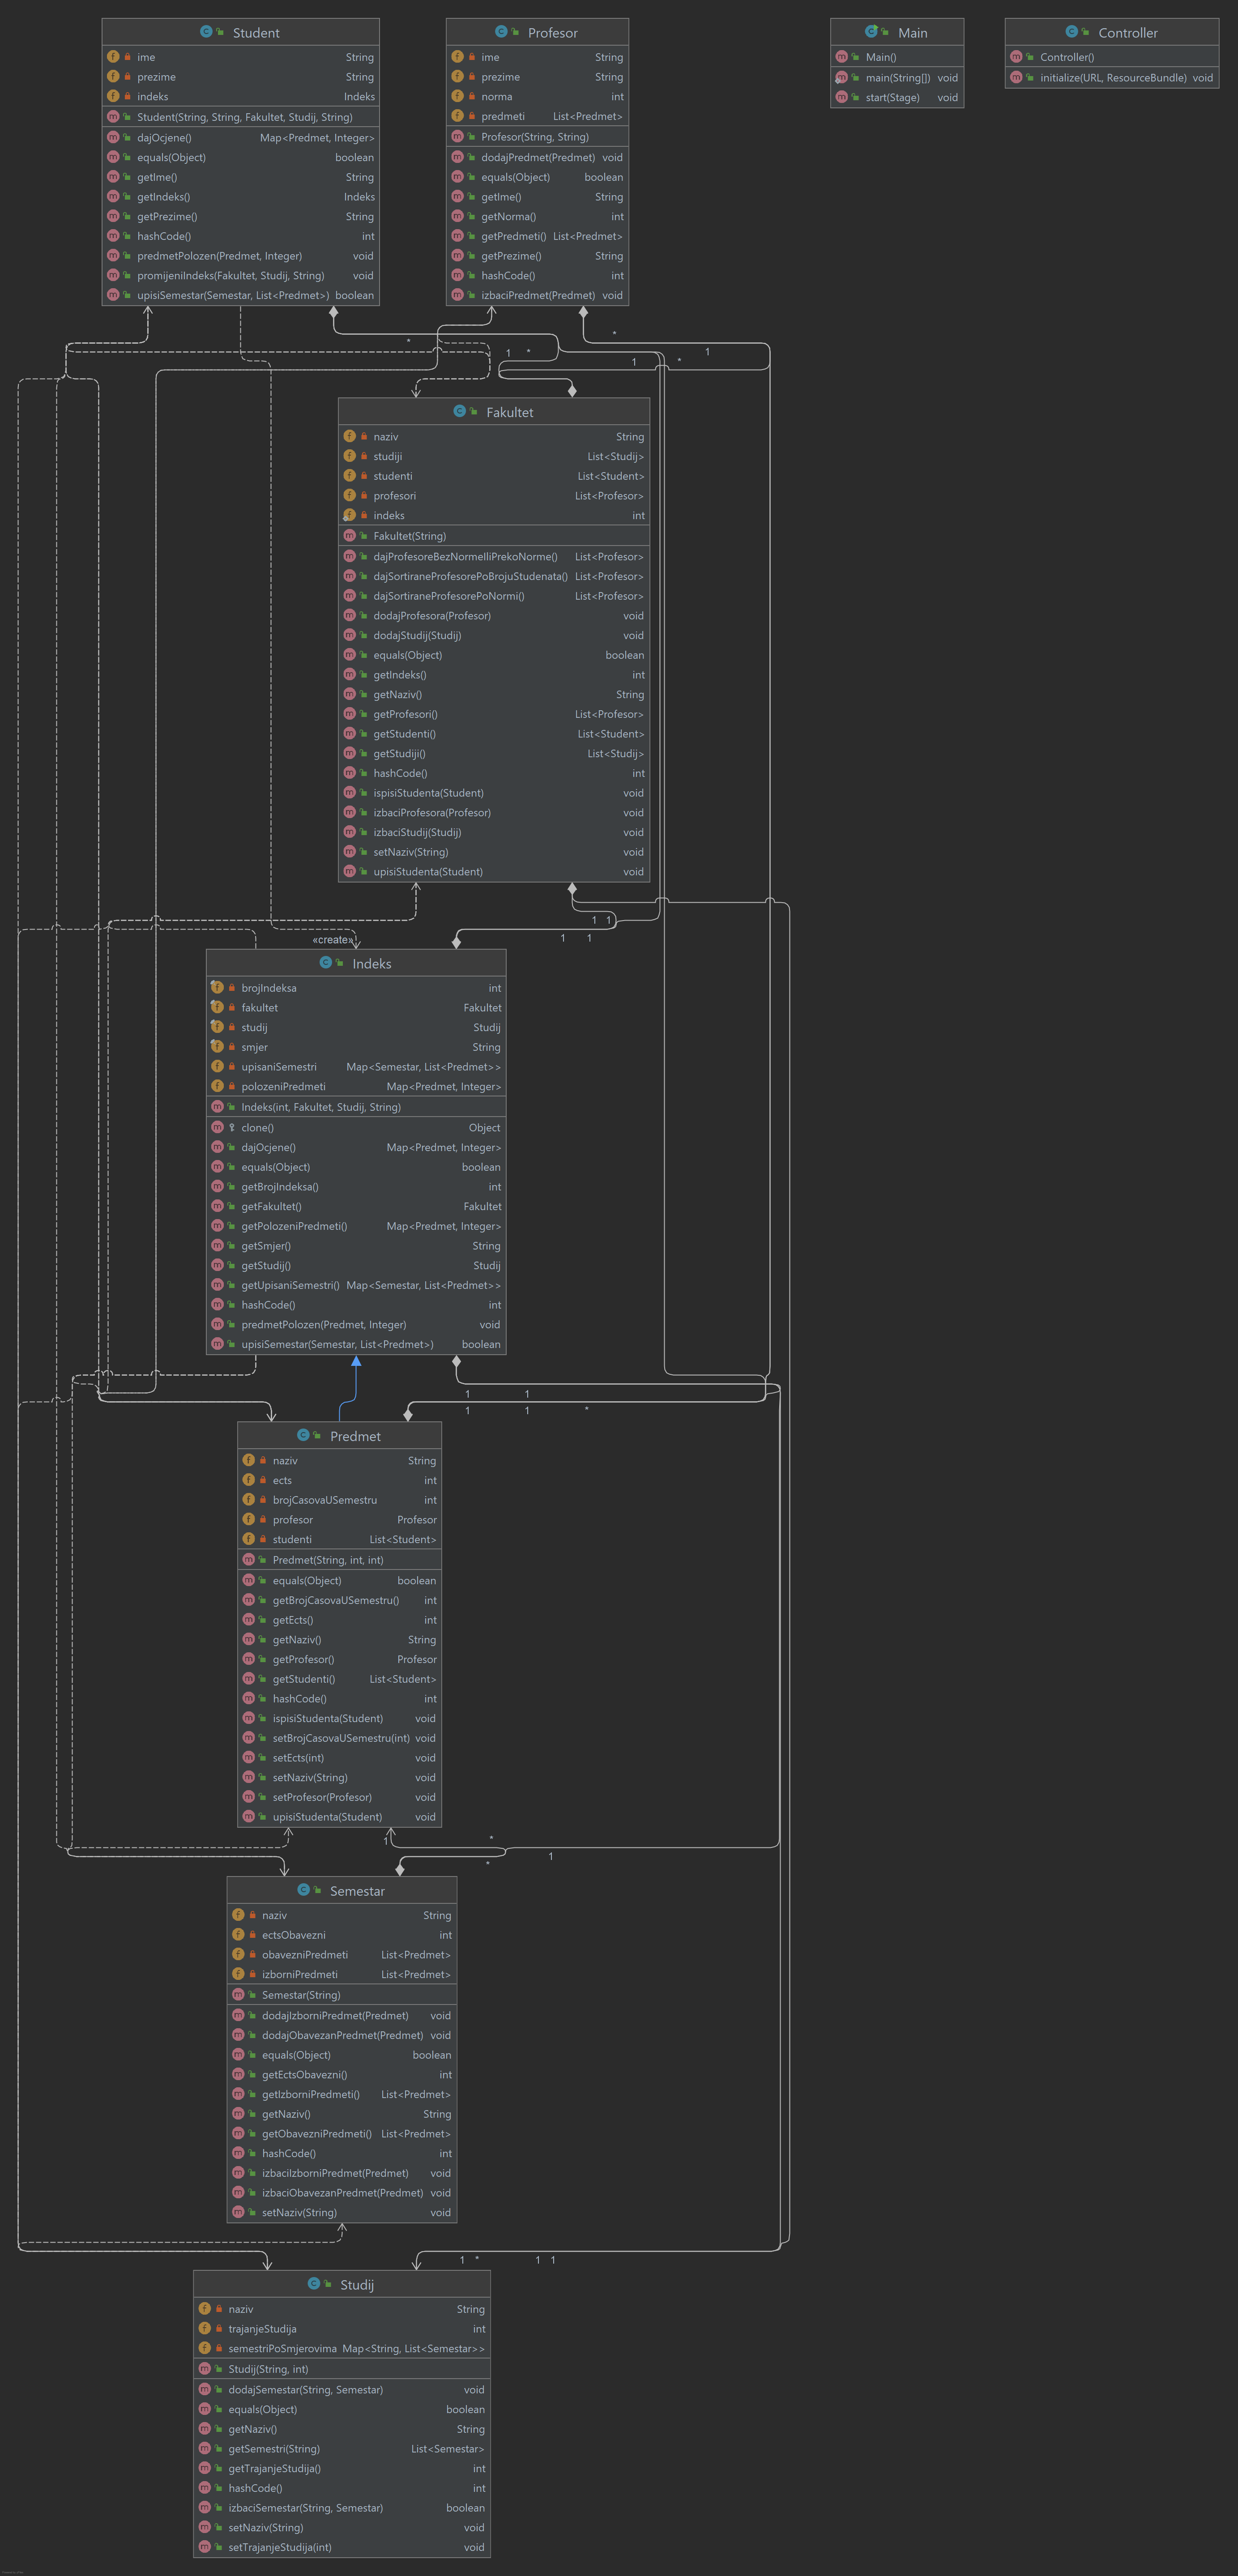 Student
ime String
prezime String
indeks Indeks
Student(String, String, Fakultet, Studij, String)
dajOcjene() Map<Predmet, Integer>
equals(Object) boolean
getIme() String
getIndeks() Indeks
getPrezime() String
hashCode() int
predmetPolozen(Predmet, Integer) void
promijeniIndeks(Fakultet, Studij, String) void
upisiSemestar(Semestar, List<Predmet>) boolean
Profesor
ime String
prezime String
norma int
predmeti List<Predmet>
Profesor(String, String)
dodajPredmet(Predmet) void
equals(Object) boolean
getIme() String
getNorma() int
getPredmeti() List<Predmet>
getPrezime() String
hashCode() int
izbaciPredmet(Predmet) void
Main
Main()
main(String[]) void
start(Stage) void
Controller
Controller()
initialize(URL, ResourceBundle) void
*
*
1 * 1
1 *
Fakultet
naziv String
studiji List<Studij>
studenti List<Student>
profesori List<Profesor>
indeks int
Fakultet(String)
dajProfesoreBezNormeIliPrekoNorme() List<Profesor>
dajSortiraneProfesorePoBrojuStudenata() List<Profesor>
dajSortiraneProfesorePoNormi() List<Profesor>
dodajProfesora(Profesor) void
dodajStudij(Studij) void
equals(Object) boolean
getIndeks() int
getNaziv() String
getProfesori() List<Profesor>
getStudenti() List<Student>
getStudiji() List<Studij>
hashCode() int
ispisiStudenta(Student) void
izbaciProfesora(Profesor) void
izbaciStudij(Studij) void
setNaziv(String) void
upisiStudenta(Student) void
1 1
«create» 1 1
Indeks
brojIndeksa int
fakultet Fakultet
studij Studij
smjer String
upisaniSemestri Map<Semestar, List<Predmet>>
polozeniPredmeti Map<Predmet, Integer>
Indeks(int, Fakultet, Studij, String)
clone() Object
dajOcjene() Map<Predmet, Integer>
equals(Object) boolean
getBrojIndeksa() int
getFakultet() Fakultet
getPolozeniPredmeti() Map<Predmet, Integer>
getSmjer() String
getStudij() Studij
getUpisaniSemestri() Map<Semestar, List<Predmet>>
hashCode() int
predmetPolozen(Predmet, Integer) void
upisiSemestar(Semestar, List<Predmet>) boolean
1 1
1 1 *
Predmet
naziv String
ects int
brojCasovaUSemestru int
profesor Profesor
studenti List<Student>
Predmet(String, int, int)
equals(Object) boolean
getBrojCasovaUSemestru() int
getEcts() int
getNaziv() String
getProfesor() Profesor
getStudenti() List<Student>
hashCode() int
ispisiStudenta(Student) void
setBrojCasovaUSemestru(int) void
setEcts(int) void
setNaziv(String) void
setProfesor(Profesor) void
upisiStudenta(Student) void
1 *
1
*
Semestar
naziv String
ectsObavezni int
obavezniPredmeti List<Predmet>
izborniPredmeti List<Predmet>
Semestar(String)
dodajIzborniPredmet(Predmet) void
dodajObavezanPredmet(Predmet) void
equals(Object) boolean
getEctsObavezni() int
getIzborniPredmeti() List<Predmet>
getNaziv() String
getObavezniPredmeti() List<Predmet>
hashCode() int
izbaciIzborniPredmet(Predmet) void
izbaciObavezanPredmet(Predmet) void
setNaziv(String) void
1 * 1 1
Studij
naziv String
trajanjeStudija int
semestriPoSmjerovima Map<String, List<Semestar>>
Studij(String, int)
dodajSemestar(String, Semestar) void
equals(Object) boolean
getNaziv() String
getSemestri(String) List<Semestar>
getTrajanjeStudija() int
hashCode() int
izbaciSemestar(String, Semestar) boolean
setNaziv(String) void
setTrajanjeStudija(int) void